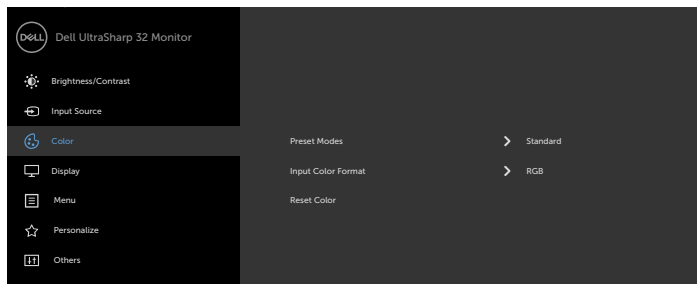 DELL Dell UltraSharp 32 Monitor
Brightness/Contrast
Input Source
Color Preset Modes Standard
Display Input Color Format RGB
Menu Reset Color
Personalize
Others